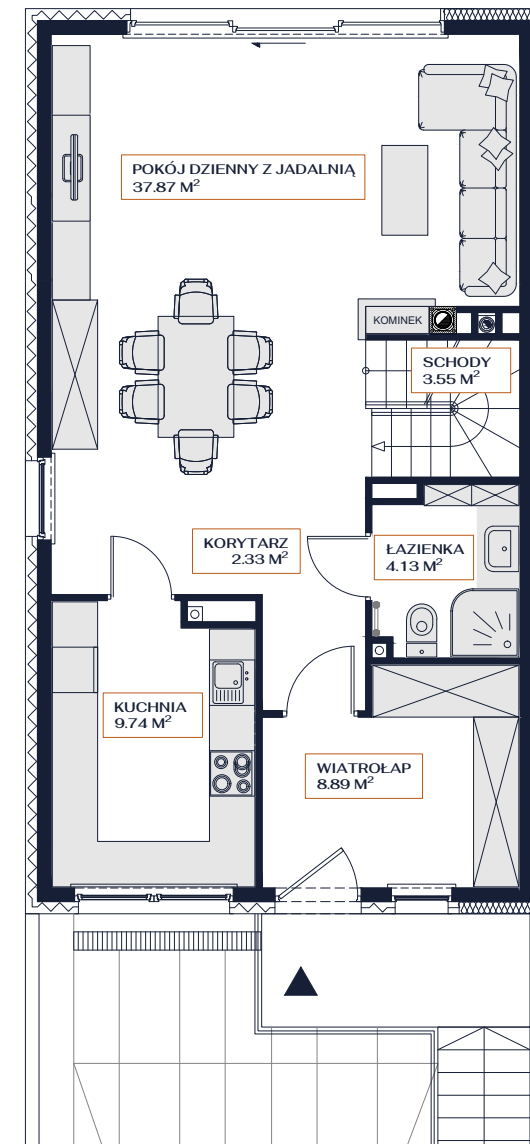 POKÓJ DZIENNY Z JADALNIĄ
37.87 M²
KOMINEK
SCHODY
3.55 M²
KORYTARZ
2.33 M²
ŁAZIENKA
4.13 M²
KUCHNIA
9.74 M²
WIATROŁAP
8.89 M²